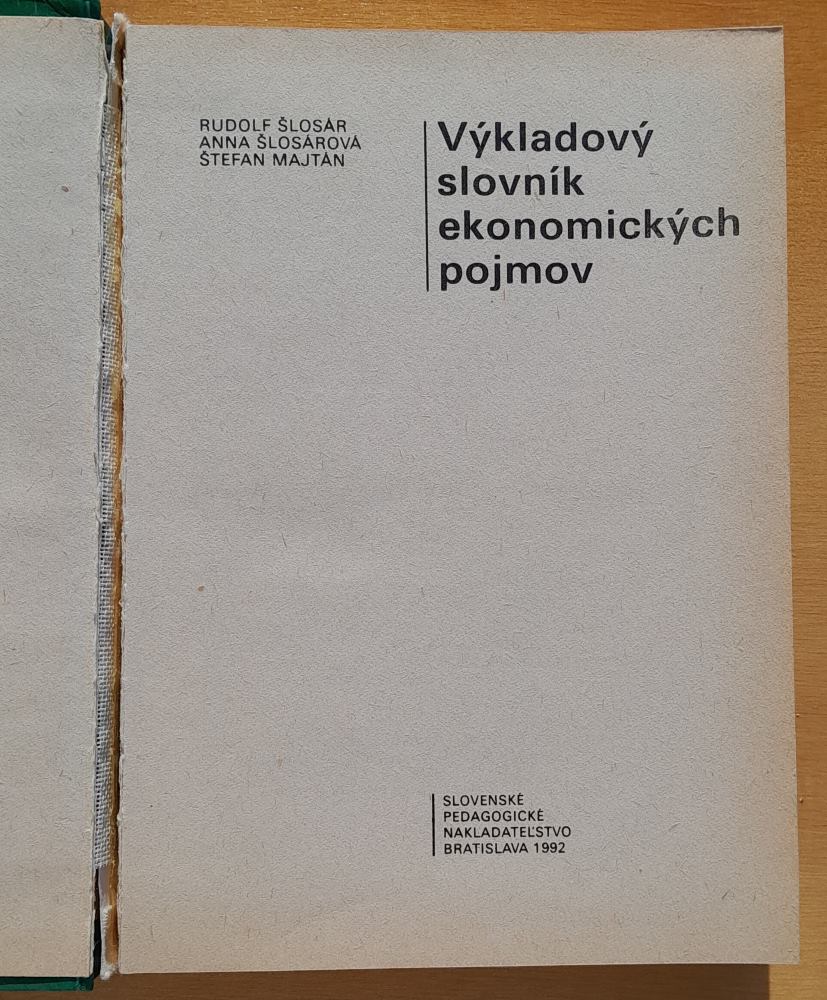 RUDOLF ŠLOSÁR
ANNA ŠLOSÁROVÁ
ŠTEFAN MAJTÁN
Výkladový
slovník
ekonomických
pojmov
SLOVENSKÉ
PEDAGOGICKÉ
NAKLADATEĽSTVO
BRATISLAVA 1992